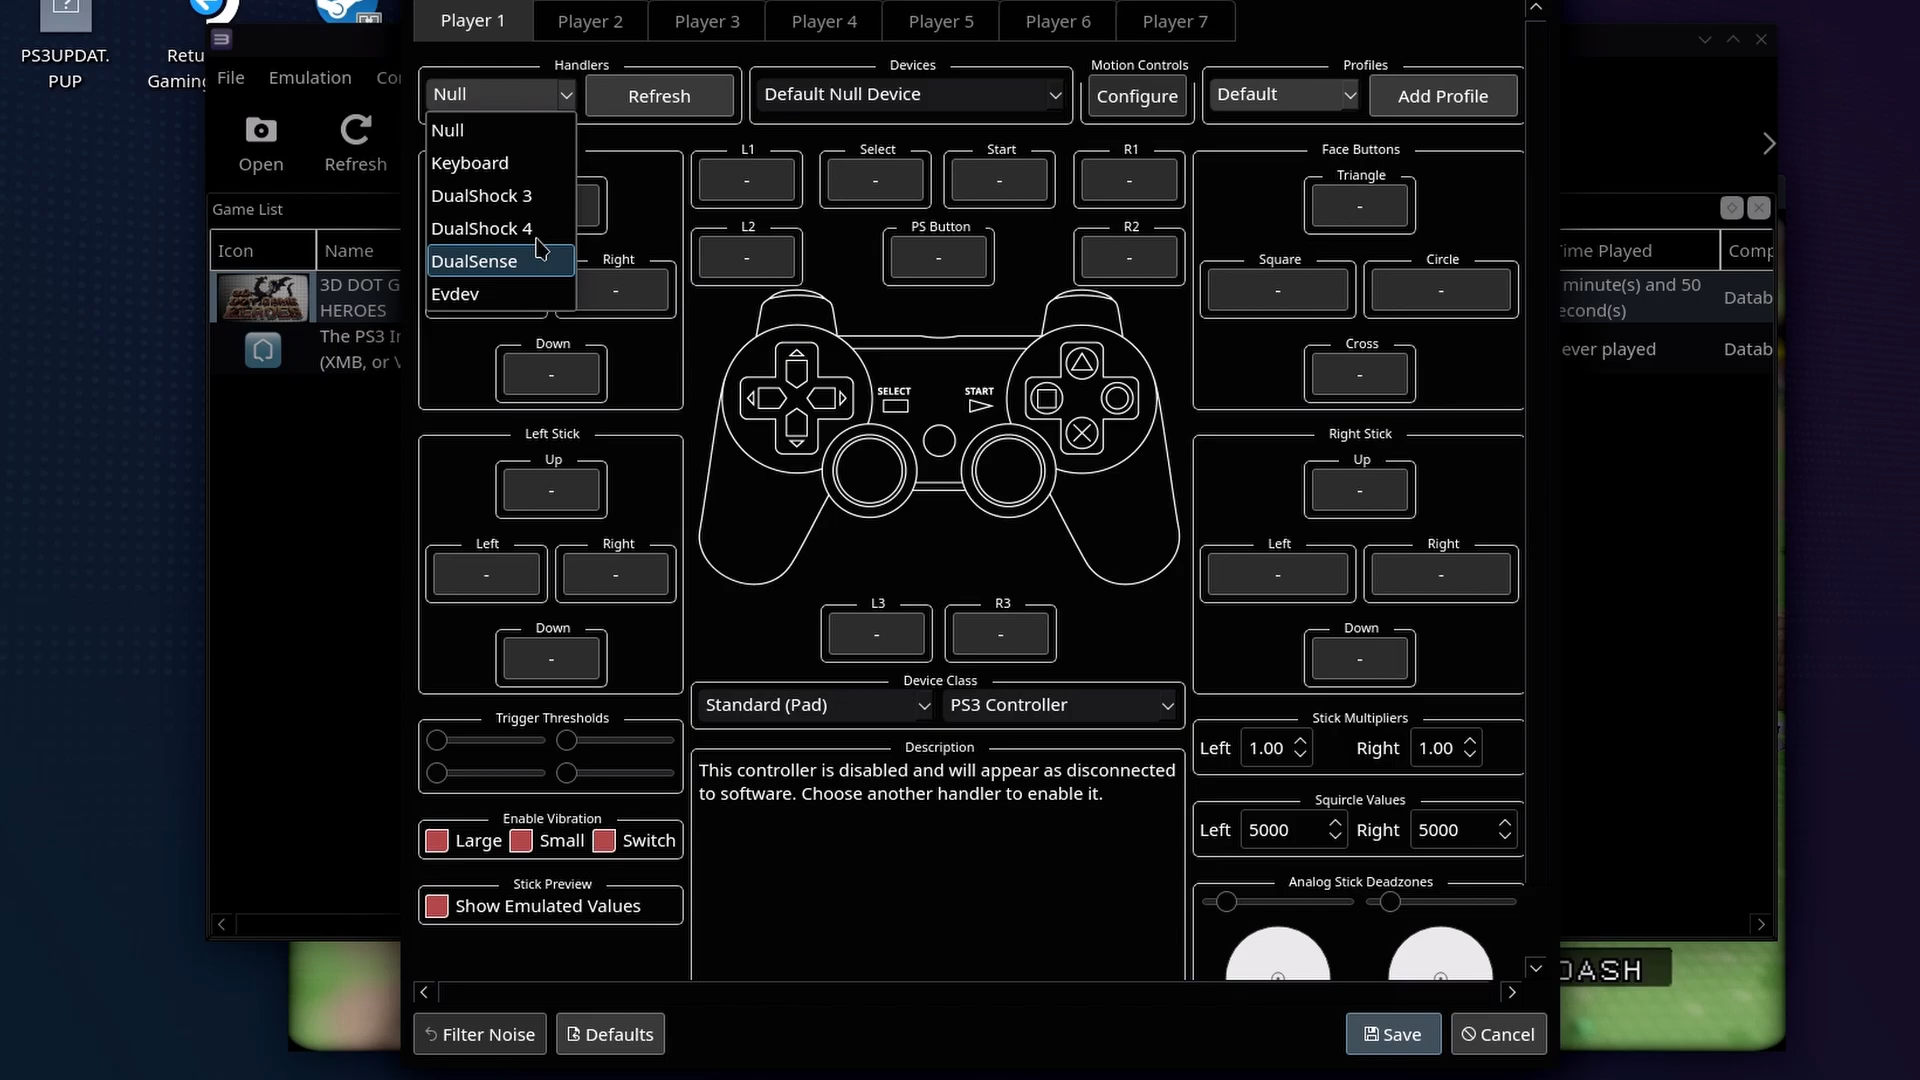 PS3UPDAT.
PUP
Retu
Gaming
File
Emulation
Co
Open
Refresh
Game List
Icon
Name
3D DOT G
HEROES
The PS3 In
(XMB, or V
Time Played
Comp
minute(s) and 50
econd(s)
Datab
ever played
Datab
DASH
Player 1
Player 2
Player 3
Player 4
Player 5
Player 6
Player 7
Handlers
Null
Refresh
Null
Keyboard
DualShock 3
DualShock 4
DualSense
Evdev
Devices
Default Null Device
Motion Controls
Configure
Profiles
Default
Add Profile
Right
-
Down
-
L1
-
Select
-
Start
-
R1
-
L2
-
PS Button
-
R2
-
Face Buttons
Triangle
-
Square
-
Circle
-
Cross
-
SELECT
START
Left Stick
Up
-
Left
-
Right
-
Down
-
L3
-
R3
-
Right Stick
Up
-
Left
-
Right
-
Down
-
Device Class
Standard (Pad)
PS3 Controller
Trigger Thresholds
Enable Vibration
Large
Small
Switch
Stick Preview
Show Emulated Values
Description
This controller is disabled and will appear as disconnected
to software. Choose another handler to enable it.
Stick Multipliers
Left
1.00
Right
1.00
Squircle Values
Left
5000
Right
5000
Analog Stick Deadzones
Filter Noise
Defaults
Save
Cancel